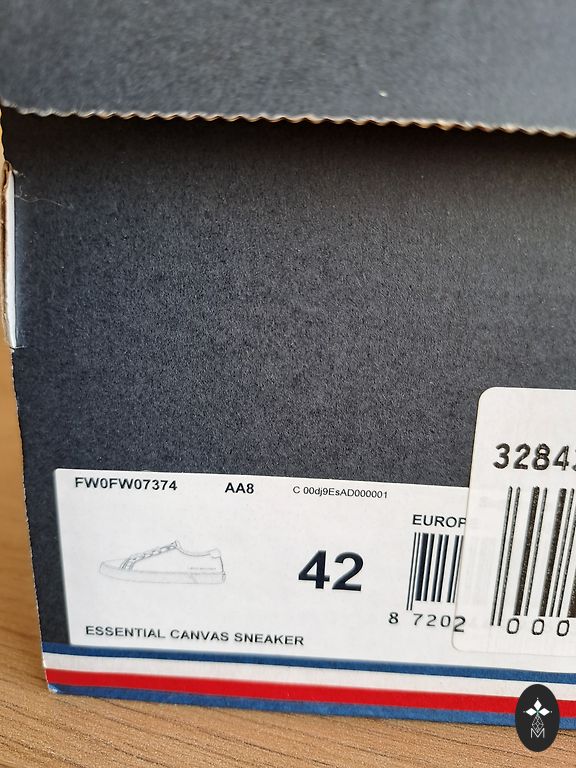 FW0FW07374 AA8 C 00dj9EsAD000001
EUROP
42
8 7202
ESSENTIAL CANVAS SNEAKER
3284
000
M